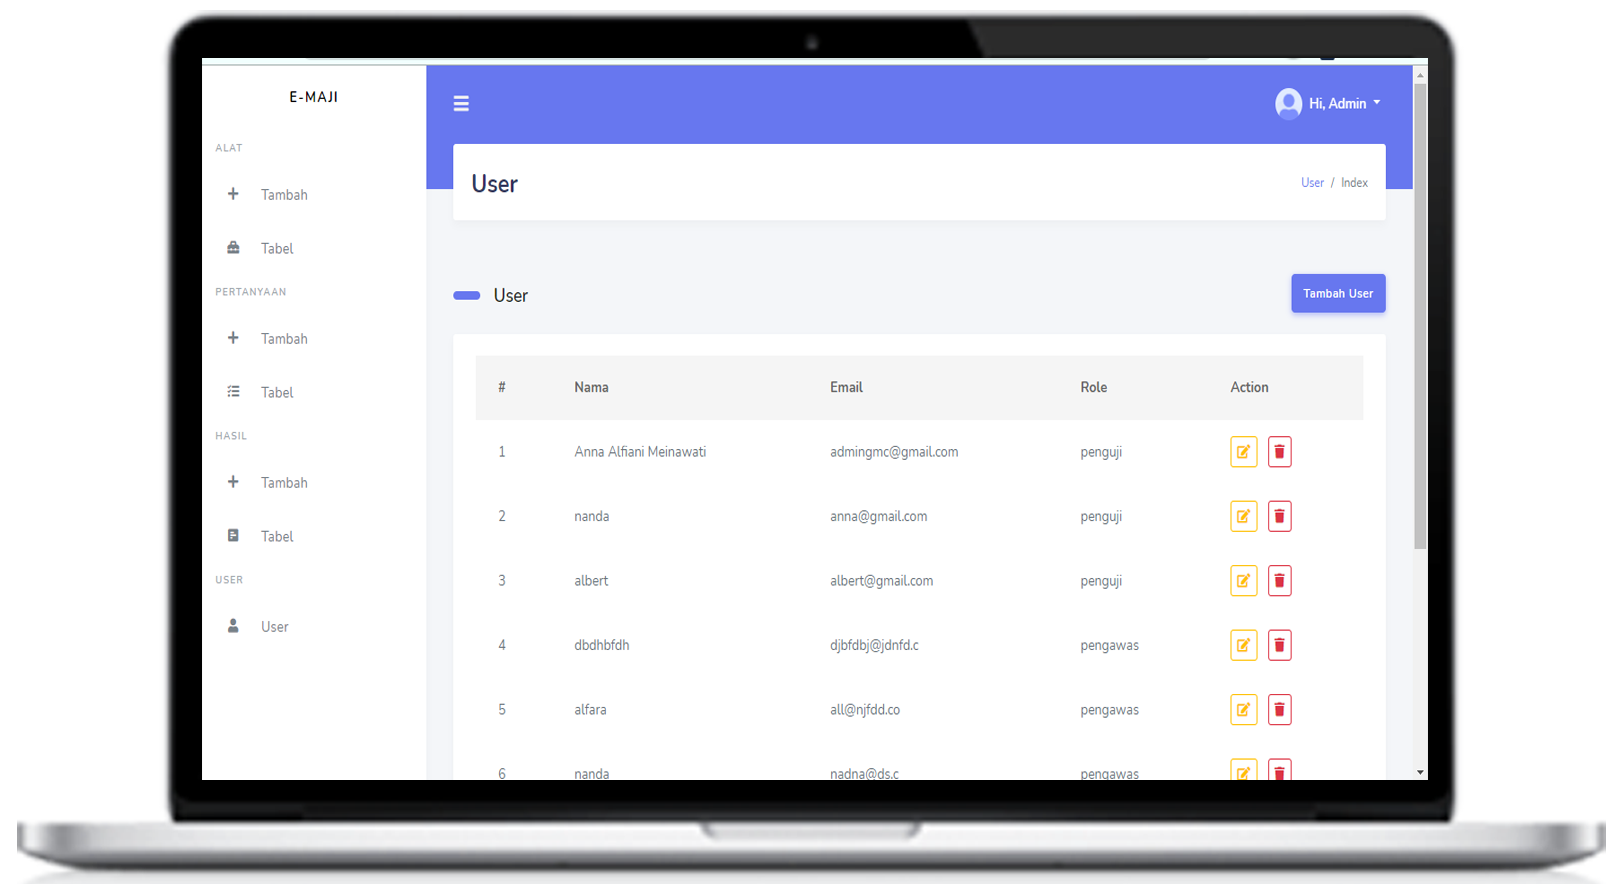 E-MAJI
ALAT
Tambah
Tabel
PERTANYAAN
Tambah
Tabel
HASIL
Tambah
Tabel
USER
User
Hi, Admin
User
User / Index
User
Tambah User
# Nama Email Role Action
1 Anna Alfiani Meinawati admingmc@gmail.com penguji
2 nanda anna@gmail.com penguji
3 albert albert@gmail.com penguji
4 dbdhbfdh djbfdbj@jdnfd.c pengawas
5 alfara all@njfdd.co pengawas
6 nanda nadna@ds.c pengawas